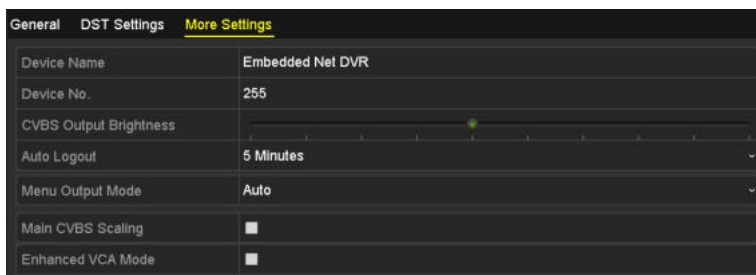 General DST Settings More Settings
Device Name Embedded Net DVR
Device No. 255
CVBS Output Brightness
Auto Logout 5 Minutes
Menu Output Mode Auto
Main CVBS Scaling
Enhanced VCA Mode